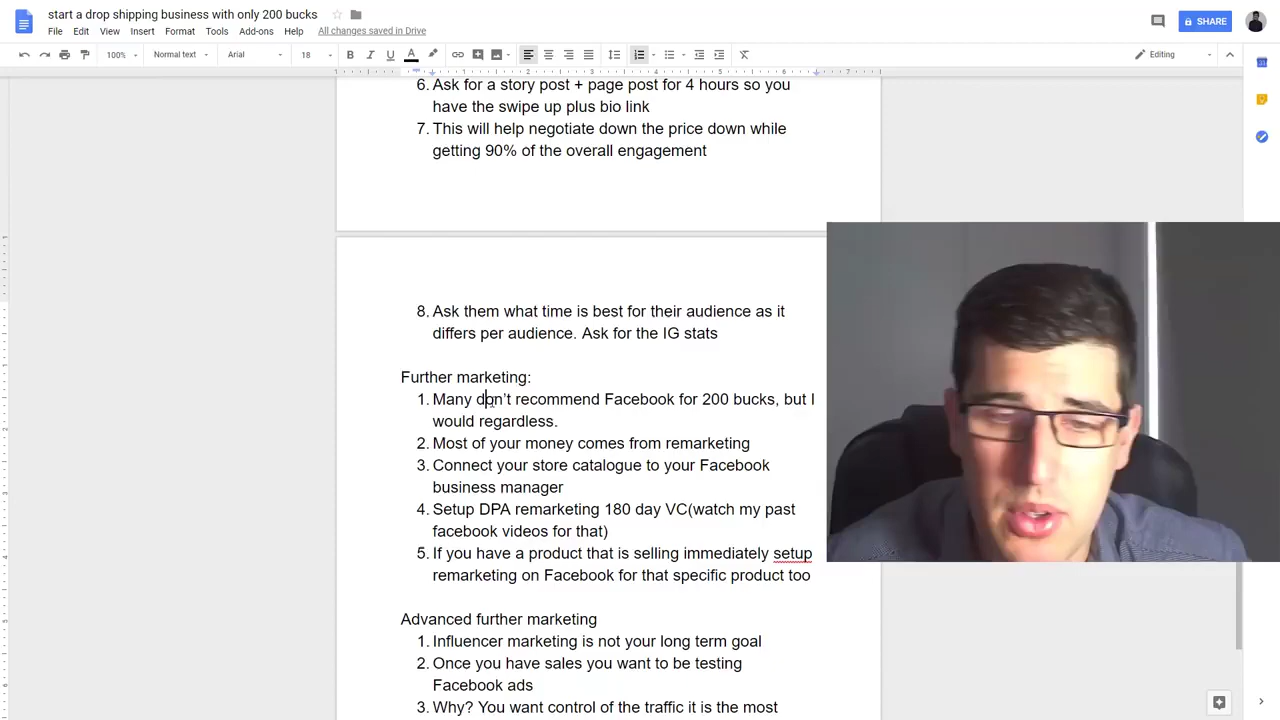 start a drop shipping business with only 200 bucks
File Edit View Insert Format Tools Add-ons Help All changes saved in Drive
SHARE
100% Normal text Arial 18 B I U A Editing
1 1 2 3 4 5 6 7
6. Ask for a story post + page post for 4 hours so you
have the swipe up plus bio link
7. This will help negotiate down the price down while
getting 90% of the overall engagement
8. Ask them what time is best for their audience as it
differs per audience. Ask for the IG stats
Further marketing:
1. Many don't recommend Facebook for 200 bucks, but I
would regardless.
2. Most of your money comes from remarketing
3. Connect your store catalogue to your Facebook
business manager
4. Setup DPA remarketing 180 day VC(watch my past
facebook videos for that)
5. If you have a product that is selling immediately setup
remarketing on Facebook for that specific product too
Advanced further marketing
1. Influencer marketing is not your long term goal
2. Once you have sales you want to be testing
Facebook ads
3. Why? You want control of the traffic it is the most